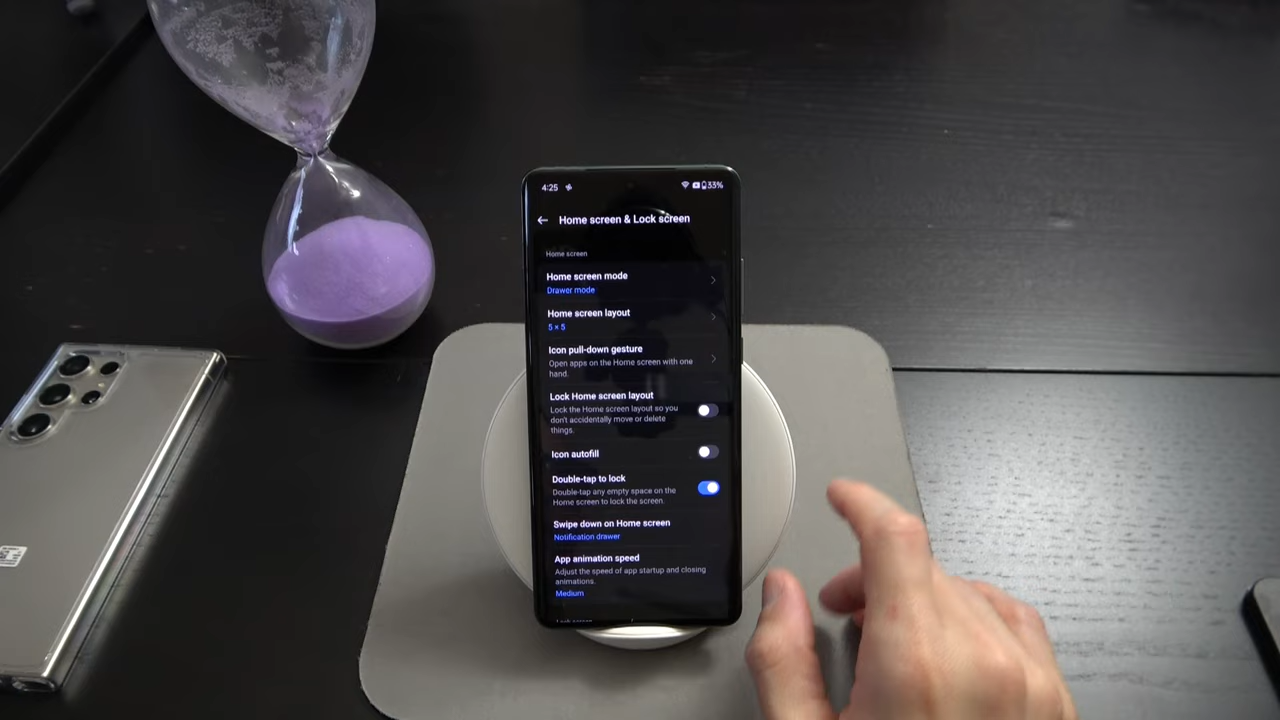 4:25
33%
Home screen & Lock screen
Home screen
Home screen mode
Drawer mode
Home screen layout
5 × 5
Icon pull-down gesture
Open apps on the Home screen with one
hand.
Lock Home screen layout
Lock the Home screen layout so you
don't accidentally move or delete
things.
Icon autofill
Double-tap to lock
Double-tap any empty space on the
Home screen to lock the screen.
Swipe down on Home screen
Notification drawer
App animation speed
Adjust the speed of app startup and closing
animations.
Medium